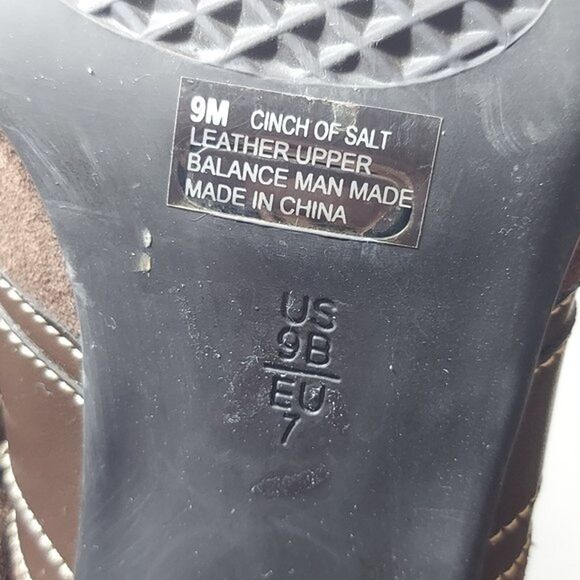 9M CINCH OF SALT
LEATHER UPPER
BALANCE MAN MADE
MADE IN CHINA
US
9B
EU
7